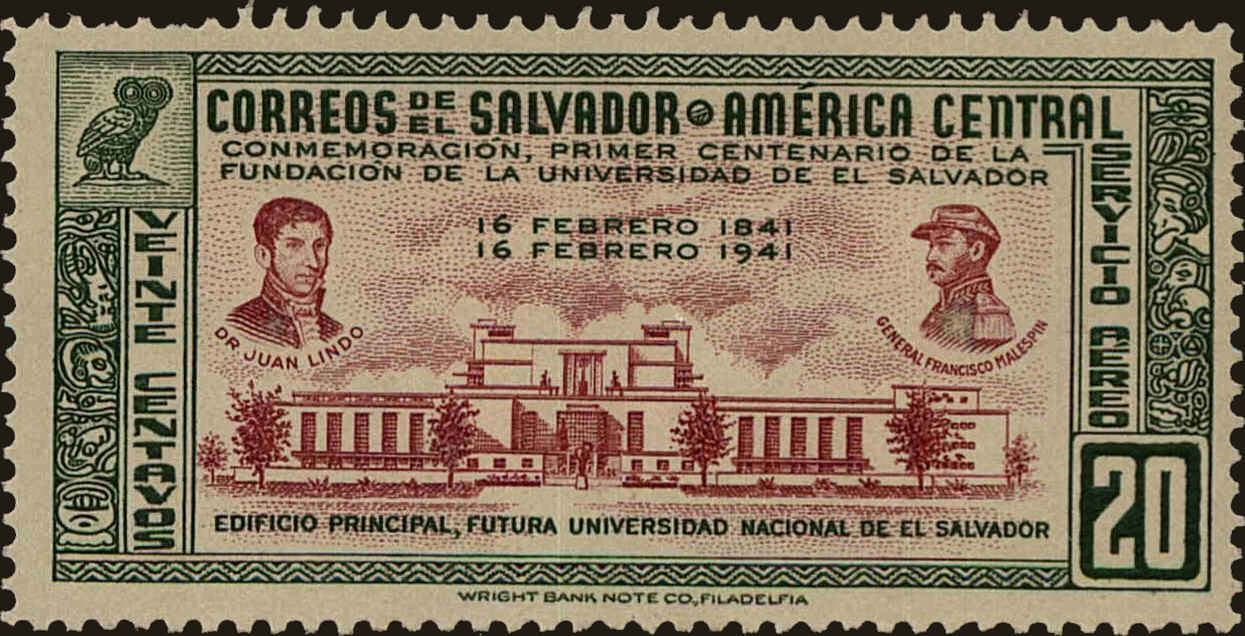 CORREOS DE EL SALVADOR AMÉRICA CENTRAL
CONMEMORACIÓN, PRIMER CENTENARIO DE LA
FUNDACIÓN DE LA UNIVERSIDAD DE EL SALVADOR
16 FEBRERO 1841
16 FEBRERO 1941
DR JUAN LINDO
GENERAL FRANCISCO MALESPIN
VEINTE CENTAVOS
SERVICIO AEREO
EDIFICIO PRINCIPAL, FUTURA UNIVERSIDAD NACIONAL DE EL SALVADOR
20
WRIGHT BANK NOTE CO., FILADELFIA